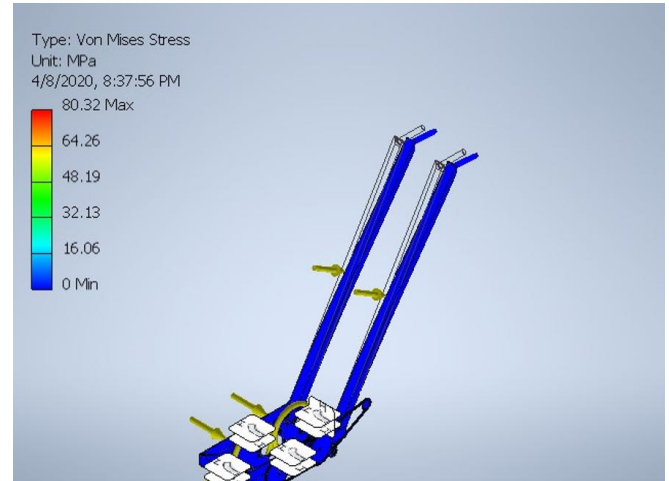 Type: Von Mises Stress
Unit: MPa
4/8/2020, 8:37:56 PM
80.32 Max
64.26
48.19
32.13
16.06
0 Min